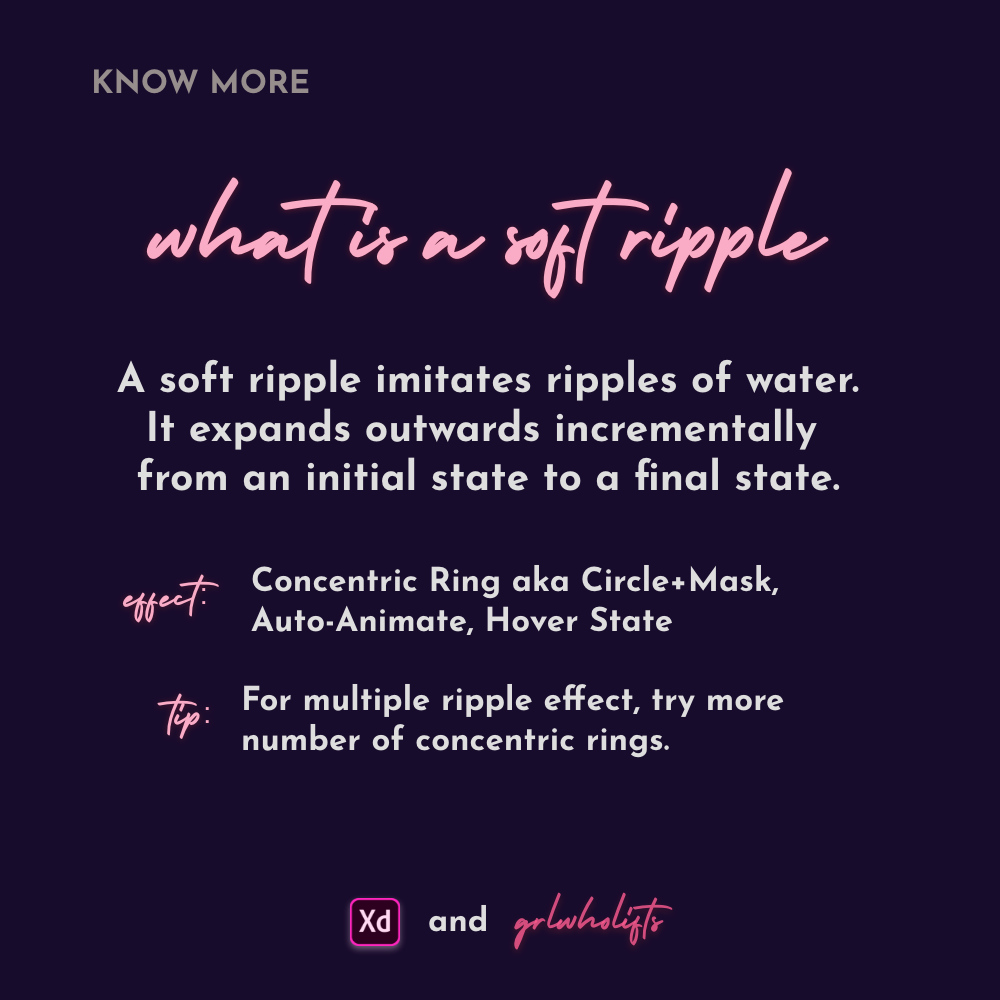 KNOW MORE
what is a soft ripple
A soft ripple imitates ripples of water.
It expands outwards incrementally
from an initial state to a final state.
effect: Concentric Ring aka Circle+Mask,
Auto-Animate, Hover State
tip: For multiple ripple effect, try more
number of concentric rings.
Xd and grlwholifts